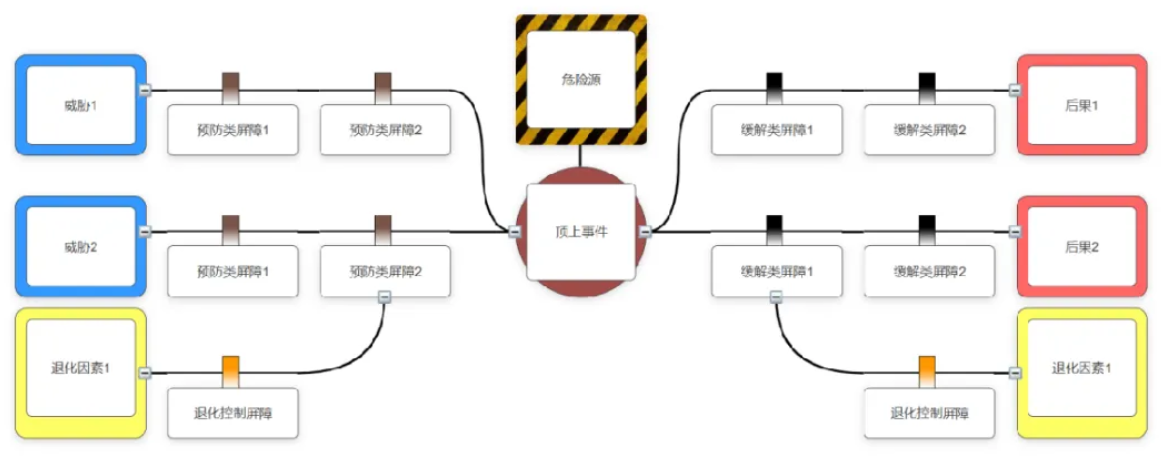 危险源
威胁1
预防类屏障1
预防类屏障2
缓解类屏障1
缓解类屏障2
后果1
威胁2
预防类屏障1
预防类屏障2
顶上事件
缓解类屏障1
缓解类屏障2
后果2
退化因素1
退化控制屏障
退化控制屏障
退化因素1